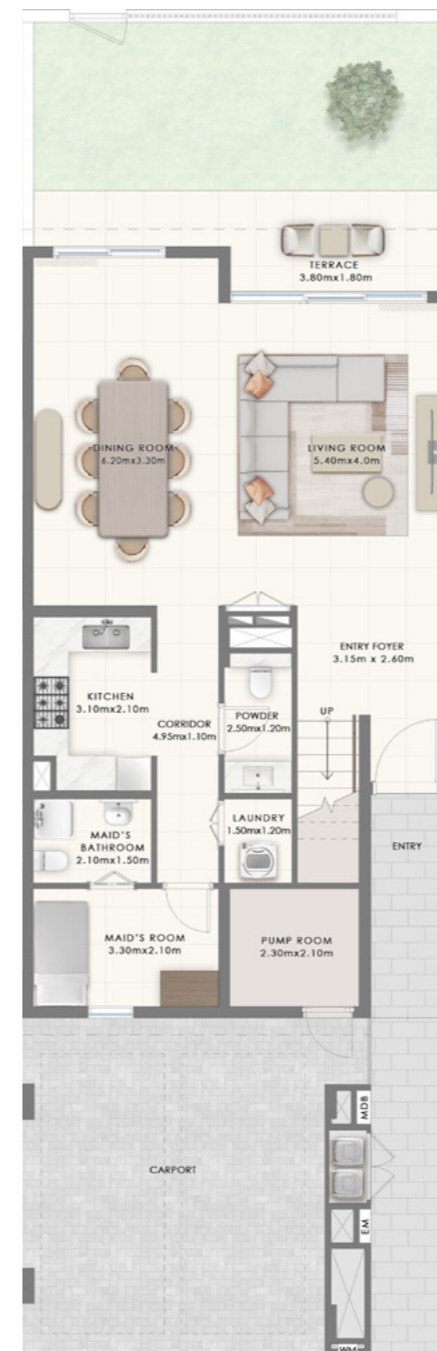 TERRACE
3.80mx1.80m
DINING ROOM
6.20mx3.30m
LIVING ROOM
5.40mx4.0m
ENTRY FOYER
3.15m x 2.60m
KITCHEN
3.10mx2.10m
CORRIDOR
4.95mx1.10m
POWDER
2.50mx1.20m
UP
LAUNDRY
1.50mx1.20m
MAID'S
BATHROOM
2.10mx1.50m
ENTRY
MAID'S ROOM
3.30mx2.10m
PUMP ROOM
2.30mx2.10m
CARPORT
MDB
EM
WM